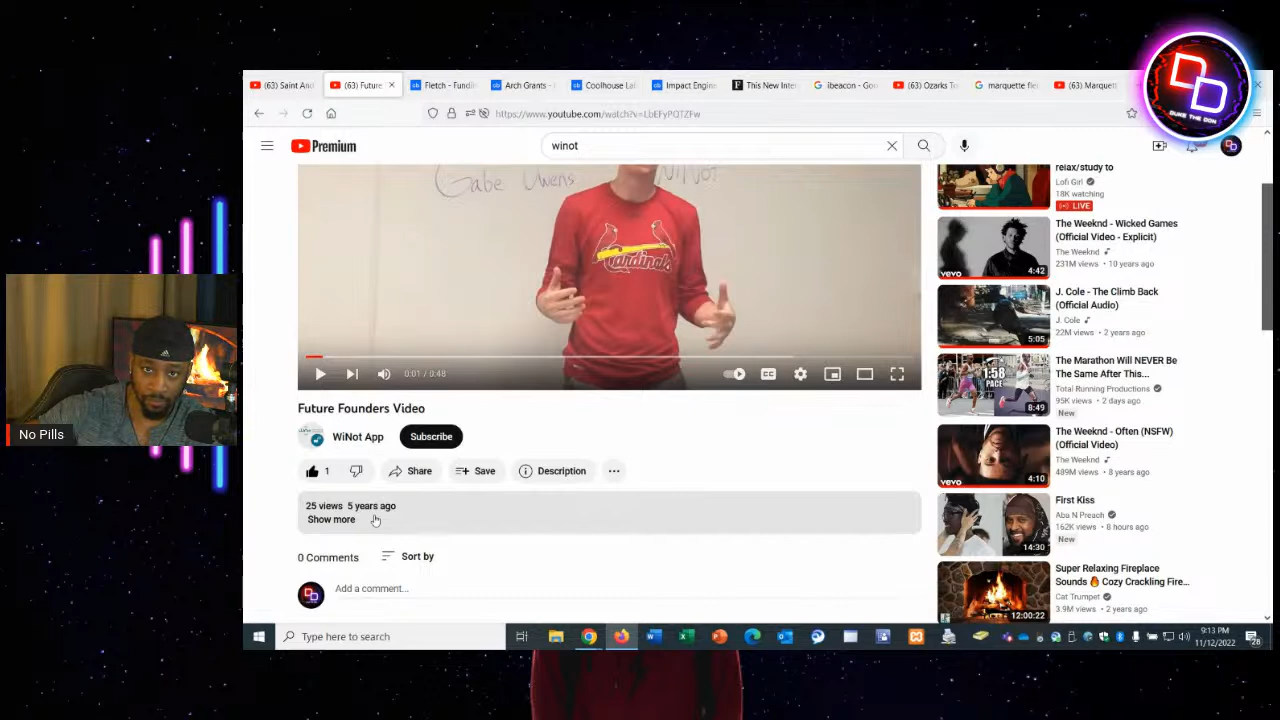 DD
DUKE THE DON
(63) Saint And
(63) Future
Fletch - Fundi
Arch Grants -
Coolhouse La
Impact Engin
This New Inter
ibeacon - Goo
(63) Ozarks Te
marquette fle
(63) Marquett
https://www.youtube.com/watch?v=LbEFyPQTZFw
Premium
winot
Gabe Owens
WiNot
Cardinals
0:01 / 0:48
Future Founders Video
WiNot App
Subscribe
1
Share
Save
Description
25 views 5 years ago
Show more
0 Comments
Sort by
Add a comment...
relax/study to
Lofi Girl
18K watching
LIVE
The Weeknd - Wicked Games
(Official Video - Explicit)
The Weeknd
231M views • 10 years ago
vevo
4:42
J. Cole - The Climb Back
(Official Audio)
J. Cole
22M views • 2 years ago
5:05
The Marathon Will NEVER Be
The Same After This...
Total Running Productions
95K views • 2 days ago
New
1:58
PACE
8:49
The Weeknd - Often (NSFW)
(Official Video)
The Weeknd
489M views • 8 years ago
vevo
4:10
First Kiss
Aba N Preach
162K views • 8 hours ago
New
14:30
Super Relaxing Fireplace
Sounds 🔥 Cozy Crackling Fire...
Cat Trumpet
3.9M views • 2 years ago
12:00:22
No Pills
Type here to search
9:13 PM
11/12/2022
28